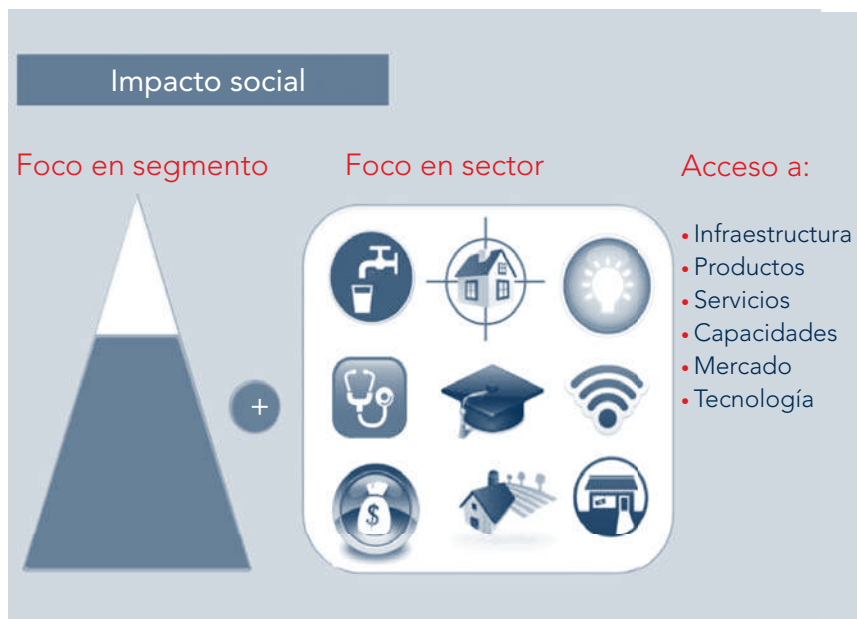 Impacto social
Foco en segmento
Foco en sector
Acceso a:
• Infraestructura
• Productos
• Servicios
• Capacidades
• Mercado
• Tecnología
+
$